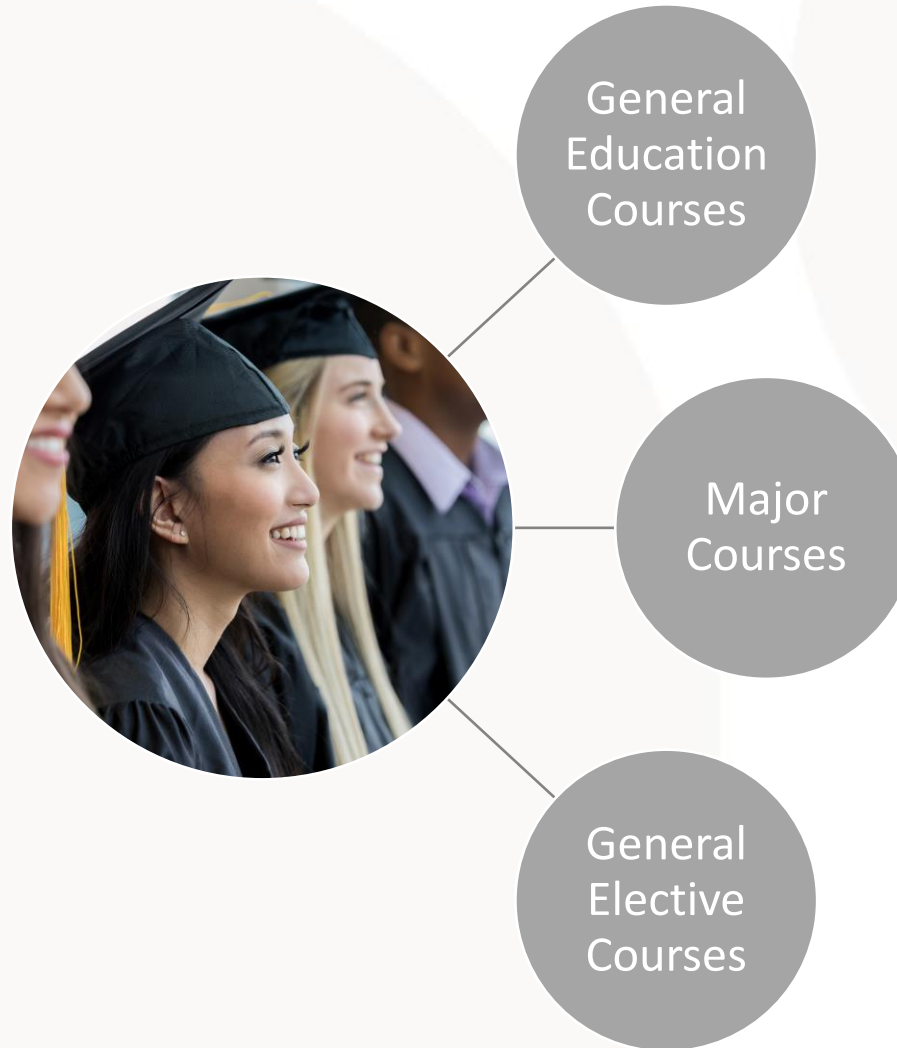 General
Education
Courses
Major
Courses
General
Elective
Courses